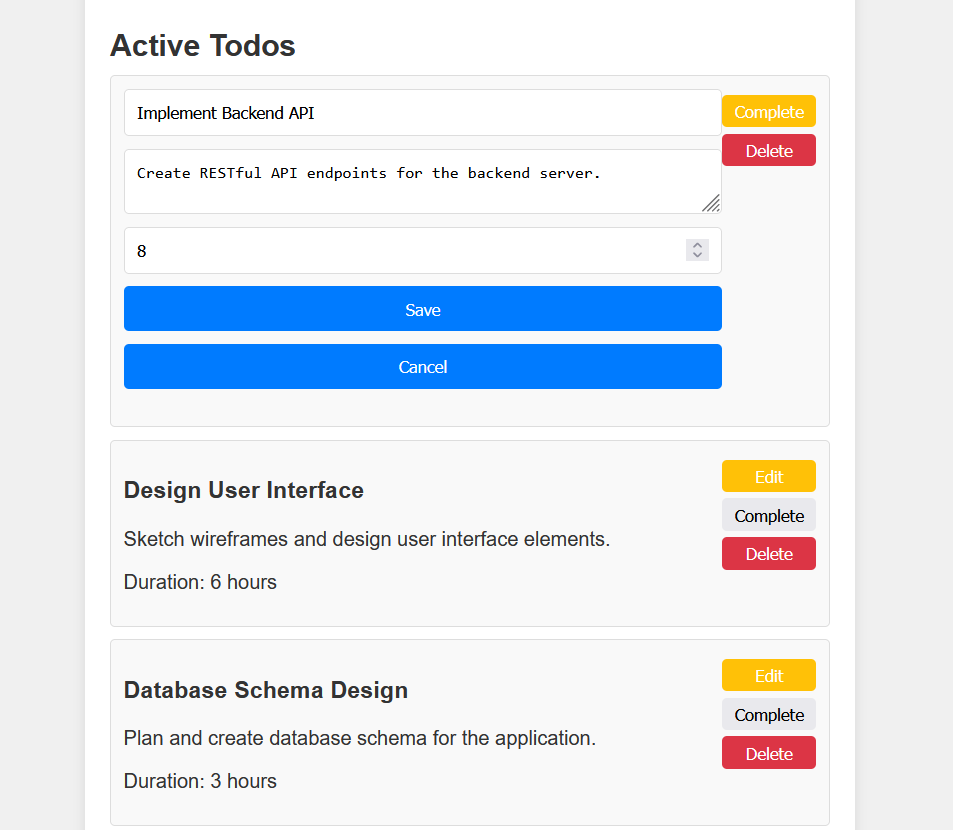 Active Todos
Implement Backend API
Complete
Create RESTful API endpoints for the backend server.
Delete
8
Save
Cancel
Design User Interface
Sketch wireframes and design user interface elements.
Duration: 6 hours
Edit
Complete
Delete
Database Schema Design
Plan and create database schema for the application.
Duration: 3 hours
Edit
Complete
Delete